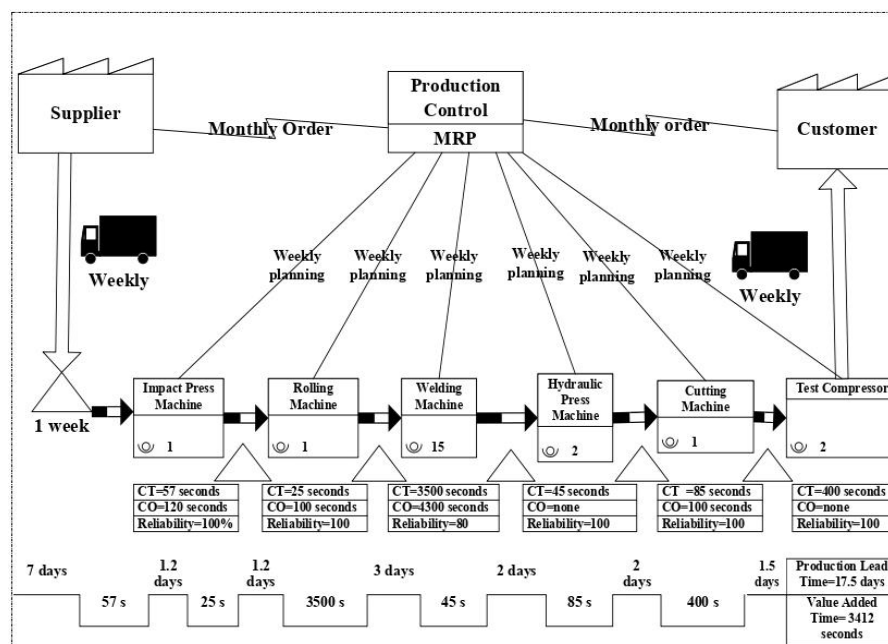 Supplier
Monthly Order
Production
Control
MRP
Monthly order
Customer
Weekly
Weekly
planning
Weekly
planning
Weekly
planning
Weekly
planning
Weekly
planning
Weekly
planning
Weekly
1 week
Impact Press
Machine
1
Rolling
Machine
1
Welding
Machine
15
Hydraulic
Press
Machine
2
Cutting
Machine
1
Test Compressor
2
CT=57 seconds
CO=120 seconds
Reliability=100%
CT=25 seconds
CO=100 seconds
Reliability=100
CT=3500 seconds
CO=4300 seconds
Reliability=80
CT=45 seconds
CO=none
Reliability=100
CT =85 seconds
CO=100 seconds
Reliability=100
CT=400 seconds
CO=none
Reliability=100
7 days
57 s
1.2
days
25 s
1.2
days
3500 s
3 days
45 s
2 days
85 s
2
days
400 s
1.5
days
Production Lead
Time=17.5 days
Value Added
Time= 3412
seconds